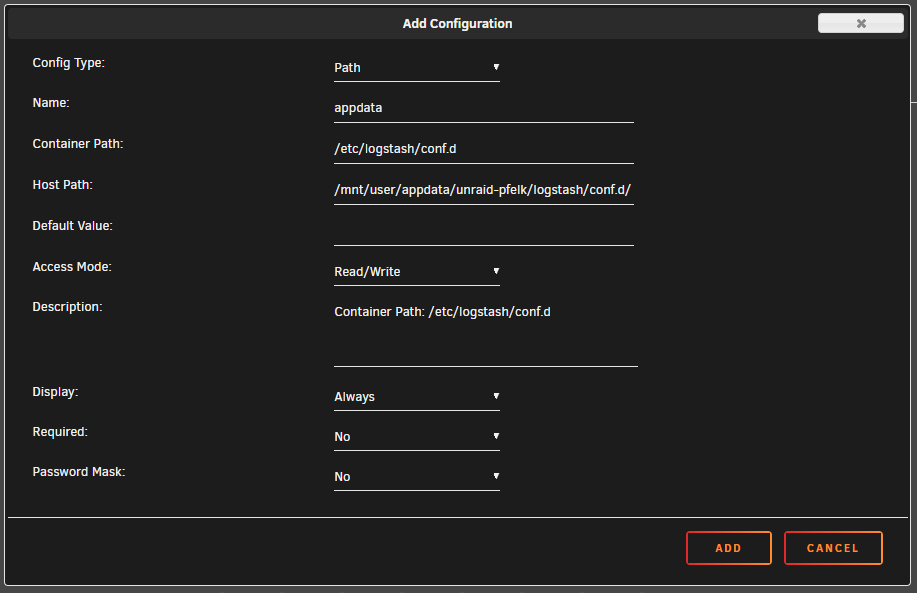 Add Configuration
Config Type: Path
Name: appdata
Container Path: /etc/logstash/conf.d
Host Path: /mnt/user/appdata/unraid-pfelk/logstash/conf.d/
Default Value:
Access Mode: Read/Write
Description: Container Path: /etc/logstash/conf.d
Display: Always
Required: No
Password Mask: No
ADD CANCEL